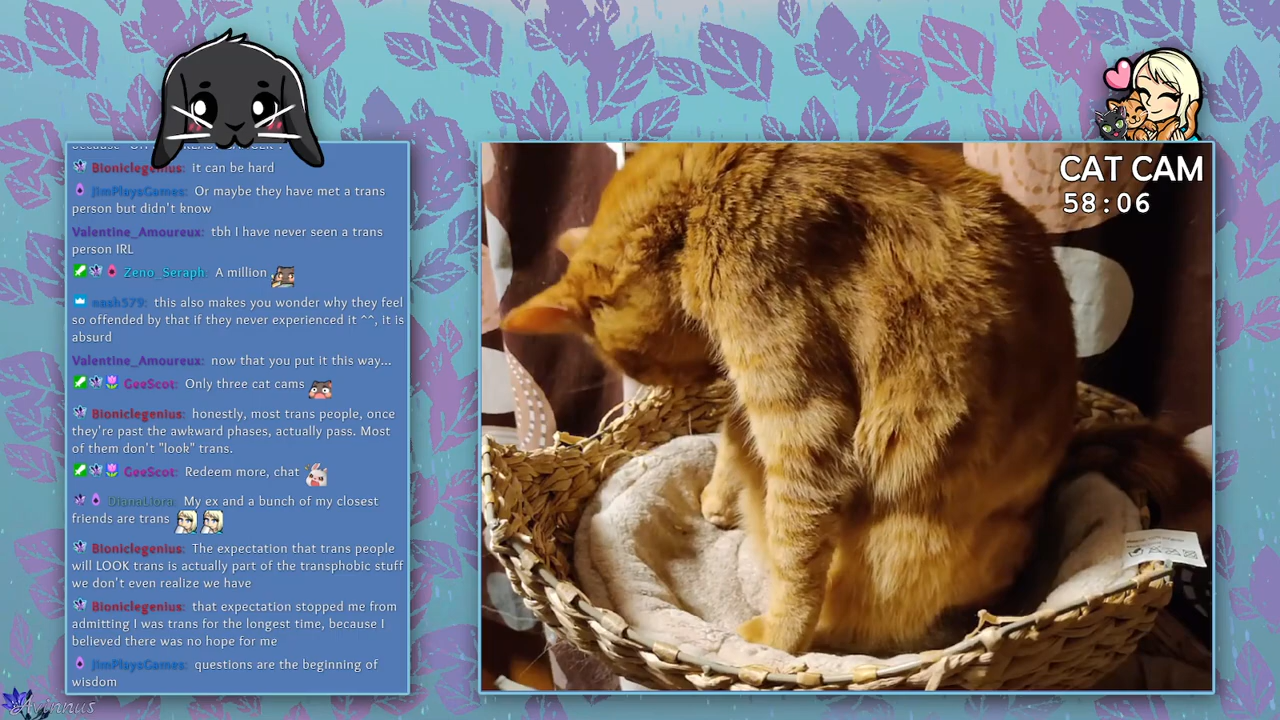 Bioniclegenius: it can be hard
JimPlaysGames: Or maybe they have met a trans
person but didn't know
Valentine_Amoureux: tbh I have never seen a trans
person IRL
Zeno_Seraph: A million
nash579: this also makes you wonder why they feel
so offended by that if they never experienced it ^^, it is
absurd
Valentine_Amoureux: now that you put it this way...
GeeScot: Only three cat cams
Bioniclegenius: honestly, most trans people, once
they're past the awkward phases, actually pass. Most
of them don't "look" trans.
GeeScot: Redeem more, chat
DianaLiora: My ex and a bunch of my closest
friends are trans
Bioniclegenius: The expectation that trans people
will LOOK trans is actually part of the transphobic stuff
we don't even realize we have
Bioniclegenius: that expectation stopped me from
admitting I was trans for the longest time, because I
believed there was no hope for me
JimPlaysGames: questions are the beginning of
wisdom
CAT CAM
58:06
Avinnus